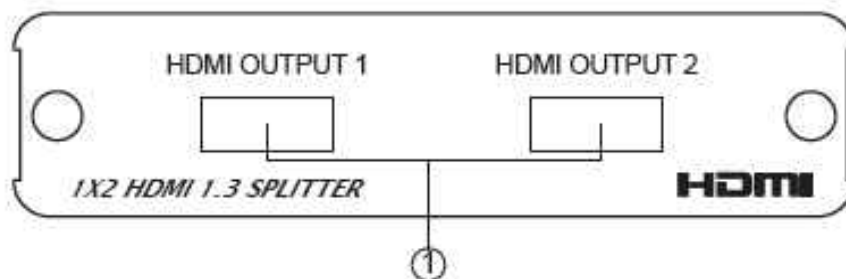 HDMI OUTPUT 1 HDMI OUTPUT 2
1X2 HDMI 1.3 SPLITTER HDMI
1